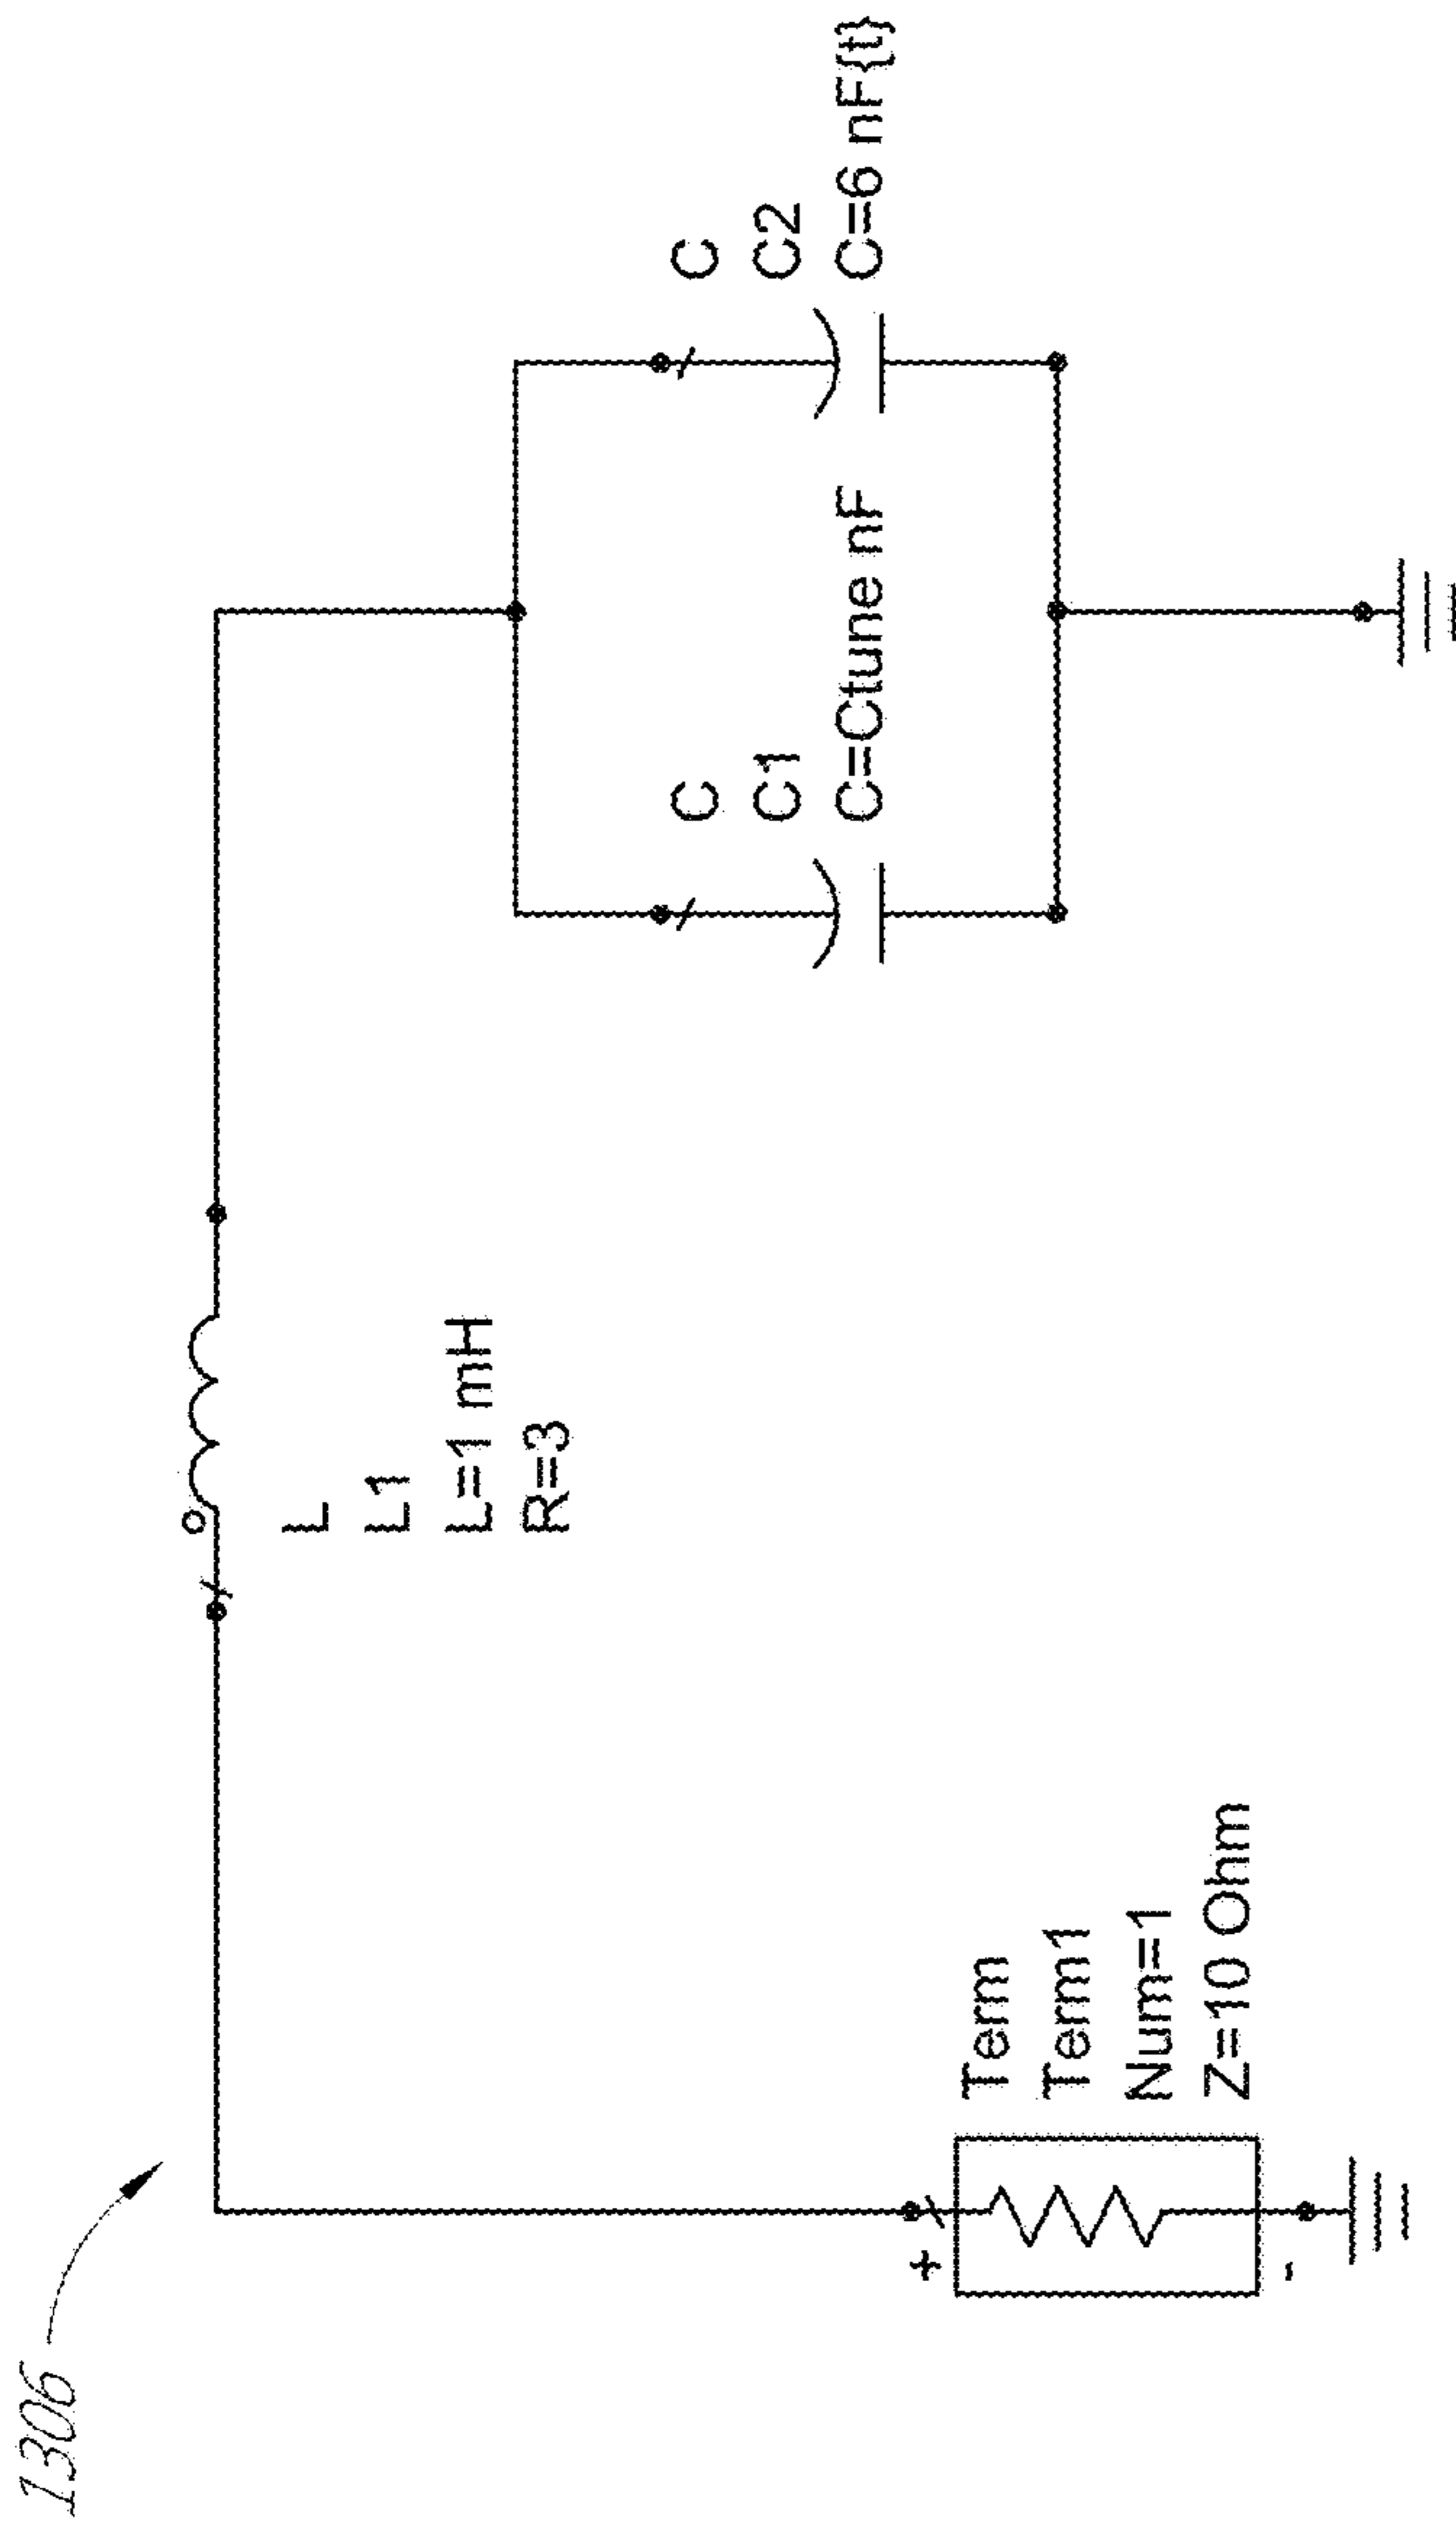 1306
Term
Term1
Num=1
Z=10 Ohm
+
-
L
L1
L=1 mH
R=3
C
C1
C=Ctune nF
C
C2
C=6 nF{t}